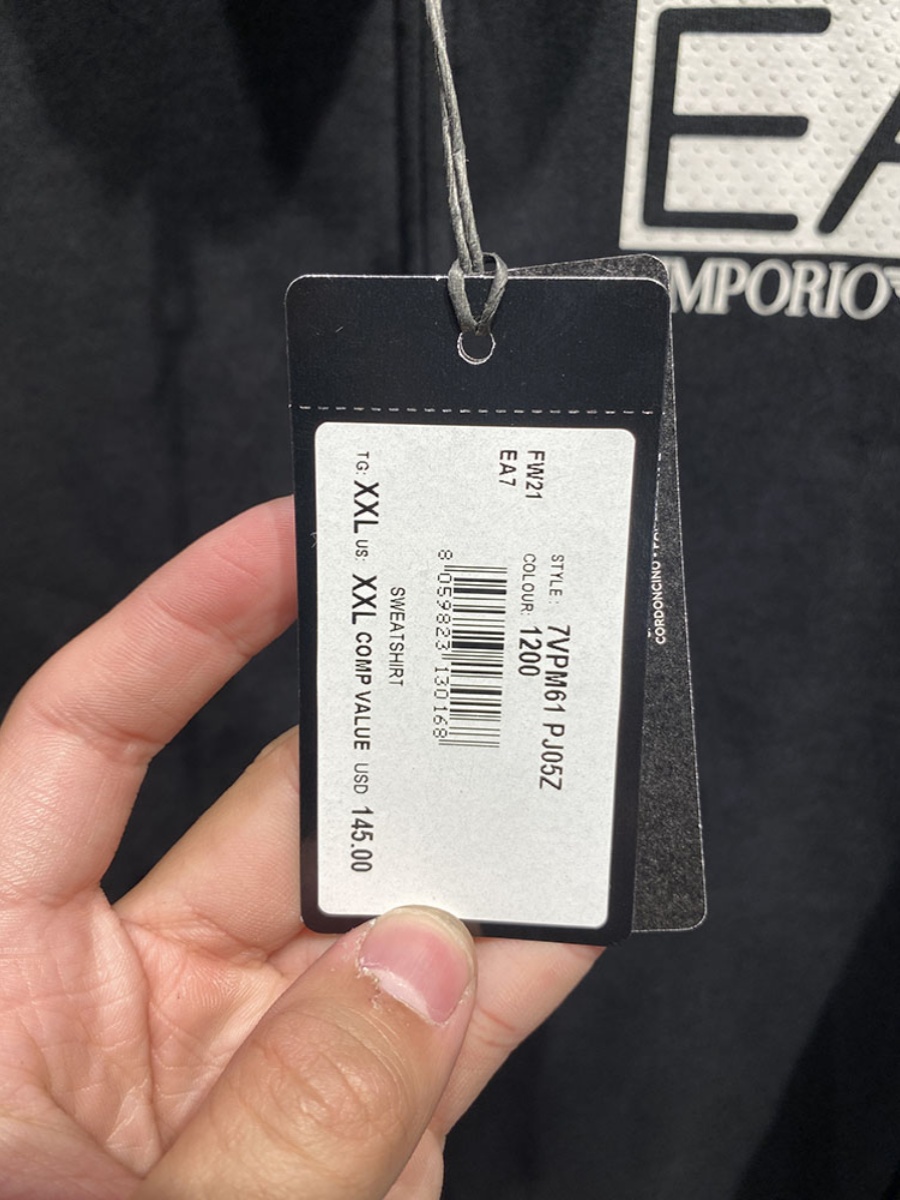 EA
EMPORIO
FW21
EA7
STYLE: 7VPM61 PJ05Z
COLOUR: 1200
8 059823 130168
SWEATSHIRT
TG: XXL US: XXL COMP VALUE USD 145.00
CORDONCINO